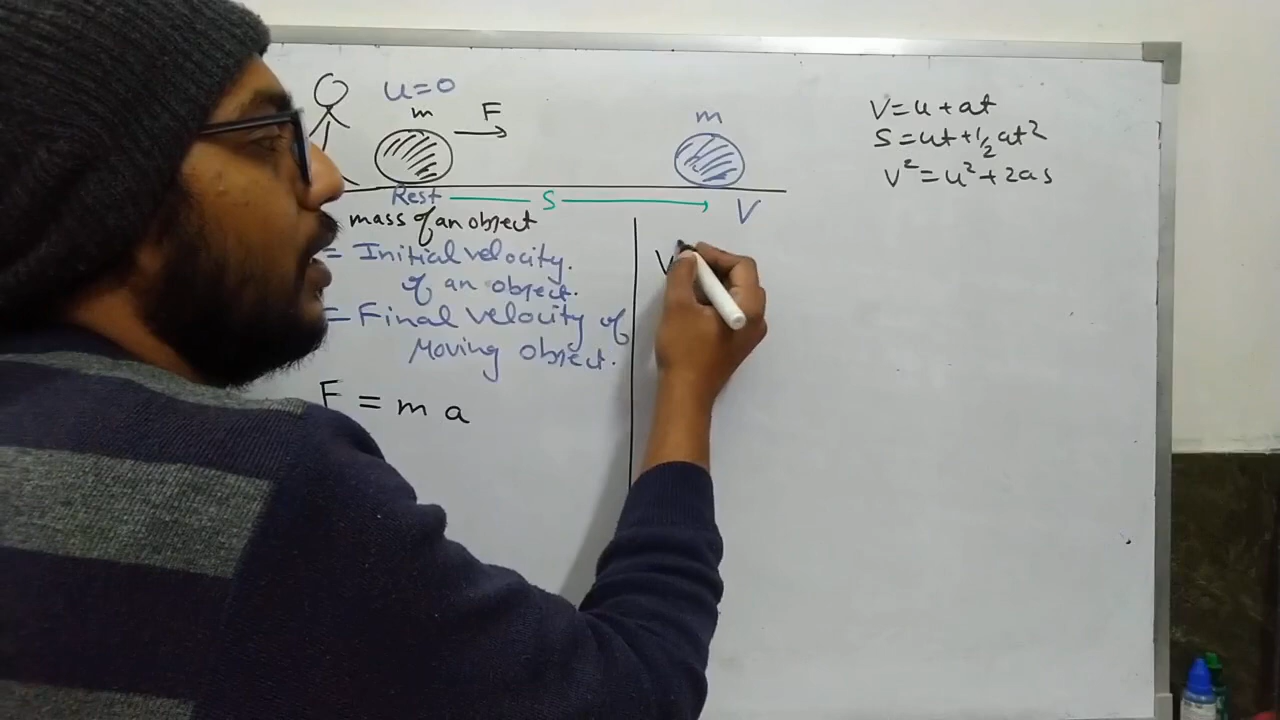 u=0
m
F
m
V=u+at
S=ut+1/2at²
V²=u²+2as
Rest
S
V
mass of an object
= Initial velocity.
of an object.
= Final velocity of
Moving object.
F = m a
V